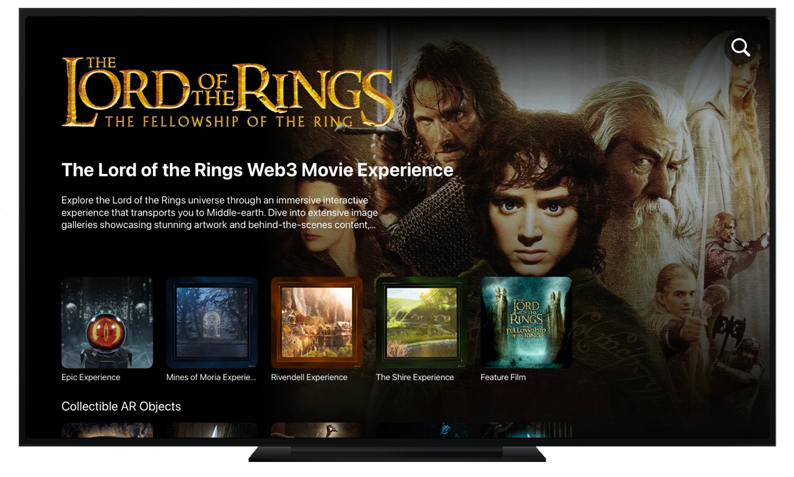 THE
LORD OF THE RINGS
THE FELLOWSHIP OF THE RING
The Lord of the Rings Web3 Movie Experience
Explore the Lord of the Rings universe through an immersive interactive
experience that transports you to Middle-earth. Dive into extensive image
galleries showcasing stunning artwork and behind-the-scenes content,...
THE
LORD
OF THE
RINGS
THE
FELLOWSHIP
OF THE RING
Epic Experience
Mines of Moria Experie...
Rivendell Experience
The Shire Experience
Feature Film
Collectible AR Objects